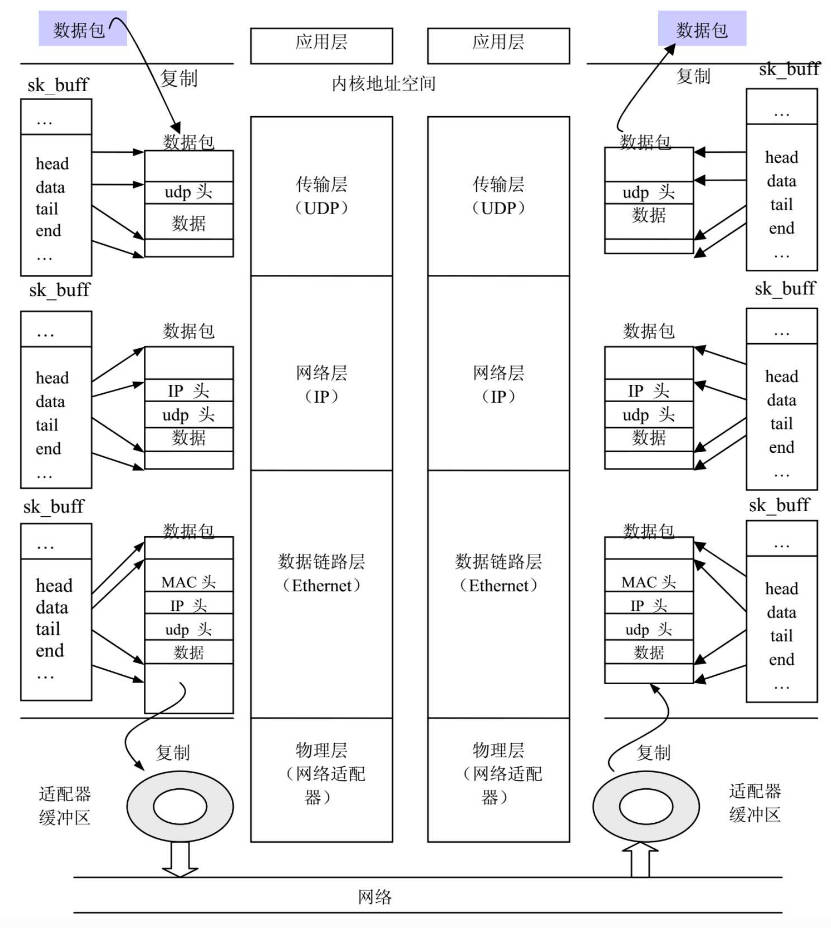 数据包
应用层
应用层
数据包
复制
内核地址空间
复制
sk_buff
…
head
data
tail
end
…
数据包
udp 头
数据
传输层
（UDP）
传输层
（UDP）
数据包
udp 头
数据
sk_buff
…
head
data
tail
end
…
sk_buff
…
head
data
tail
end
…
数据包
IP 头
udp 头
数据
网络层
（IP）
网络层
（IP）
数据包
IP 头
udp 头
数据
sk_buff
…
head
data
tail
end
…
sk_buff
…
head
data
tail
end
…
数据包
MAC 头
IP 头
udp 头
数据
数据链路层
（Ethernet）
数据链路层
（Ethernet）
数据包
MAC 头
IP 头
udp 头
数据
sk_buff
…
head
data
tail
end
…
复制
适配器
缓冲区
物理层
（网络适配
器）
物理层
（网络适配
器）
复制
适配器
缓冲区
网络